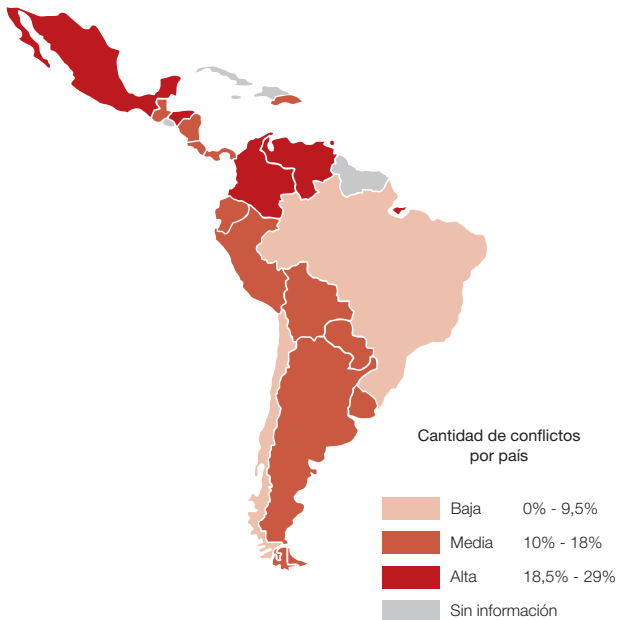 Cantidad de conflictos
por país
Baja 0% - 9,5%
Media 10% - 18%
Alta 18,5% - 29%
Sin información